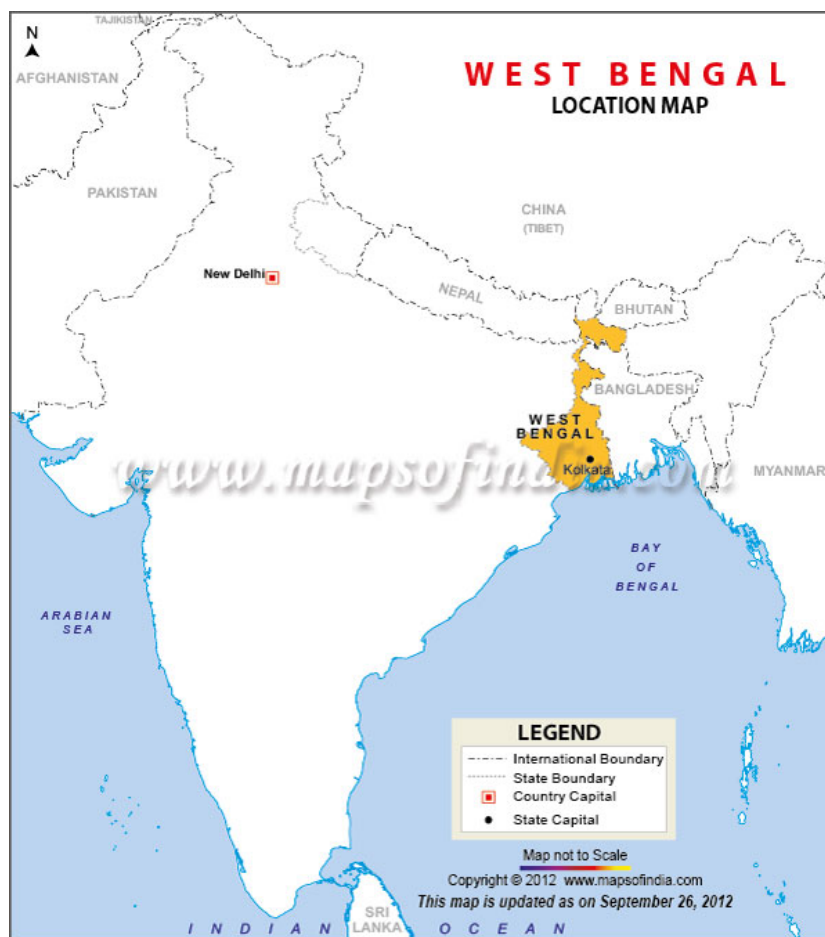 TAJIKISTAN
N
AFGHANISTAN
WEST BENGAL
LOCATION MAP
PAKISTAN
CHINA
(TIBET)
New Delhi
NEPAL
BHUTAN
BANGLADESH
WEST
BENGAL
Kolkata
www.mapsofindia.com
MYANMAR
BAY
OF
BENGAL
ARABIAN
SEA
LEGEND
International Boundary
State Boundary
Country Capital
State Capital
Map not to Scale
Copyright © 2012 www.mapsofindia.com
This map is updated as on September 26, 2012
SRI
LANKA
INDIAN OCEAN